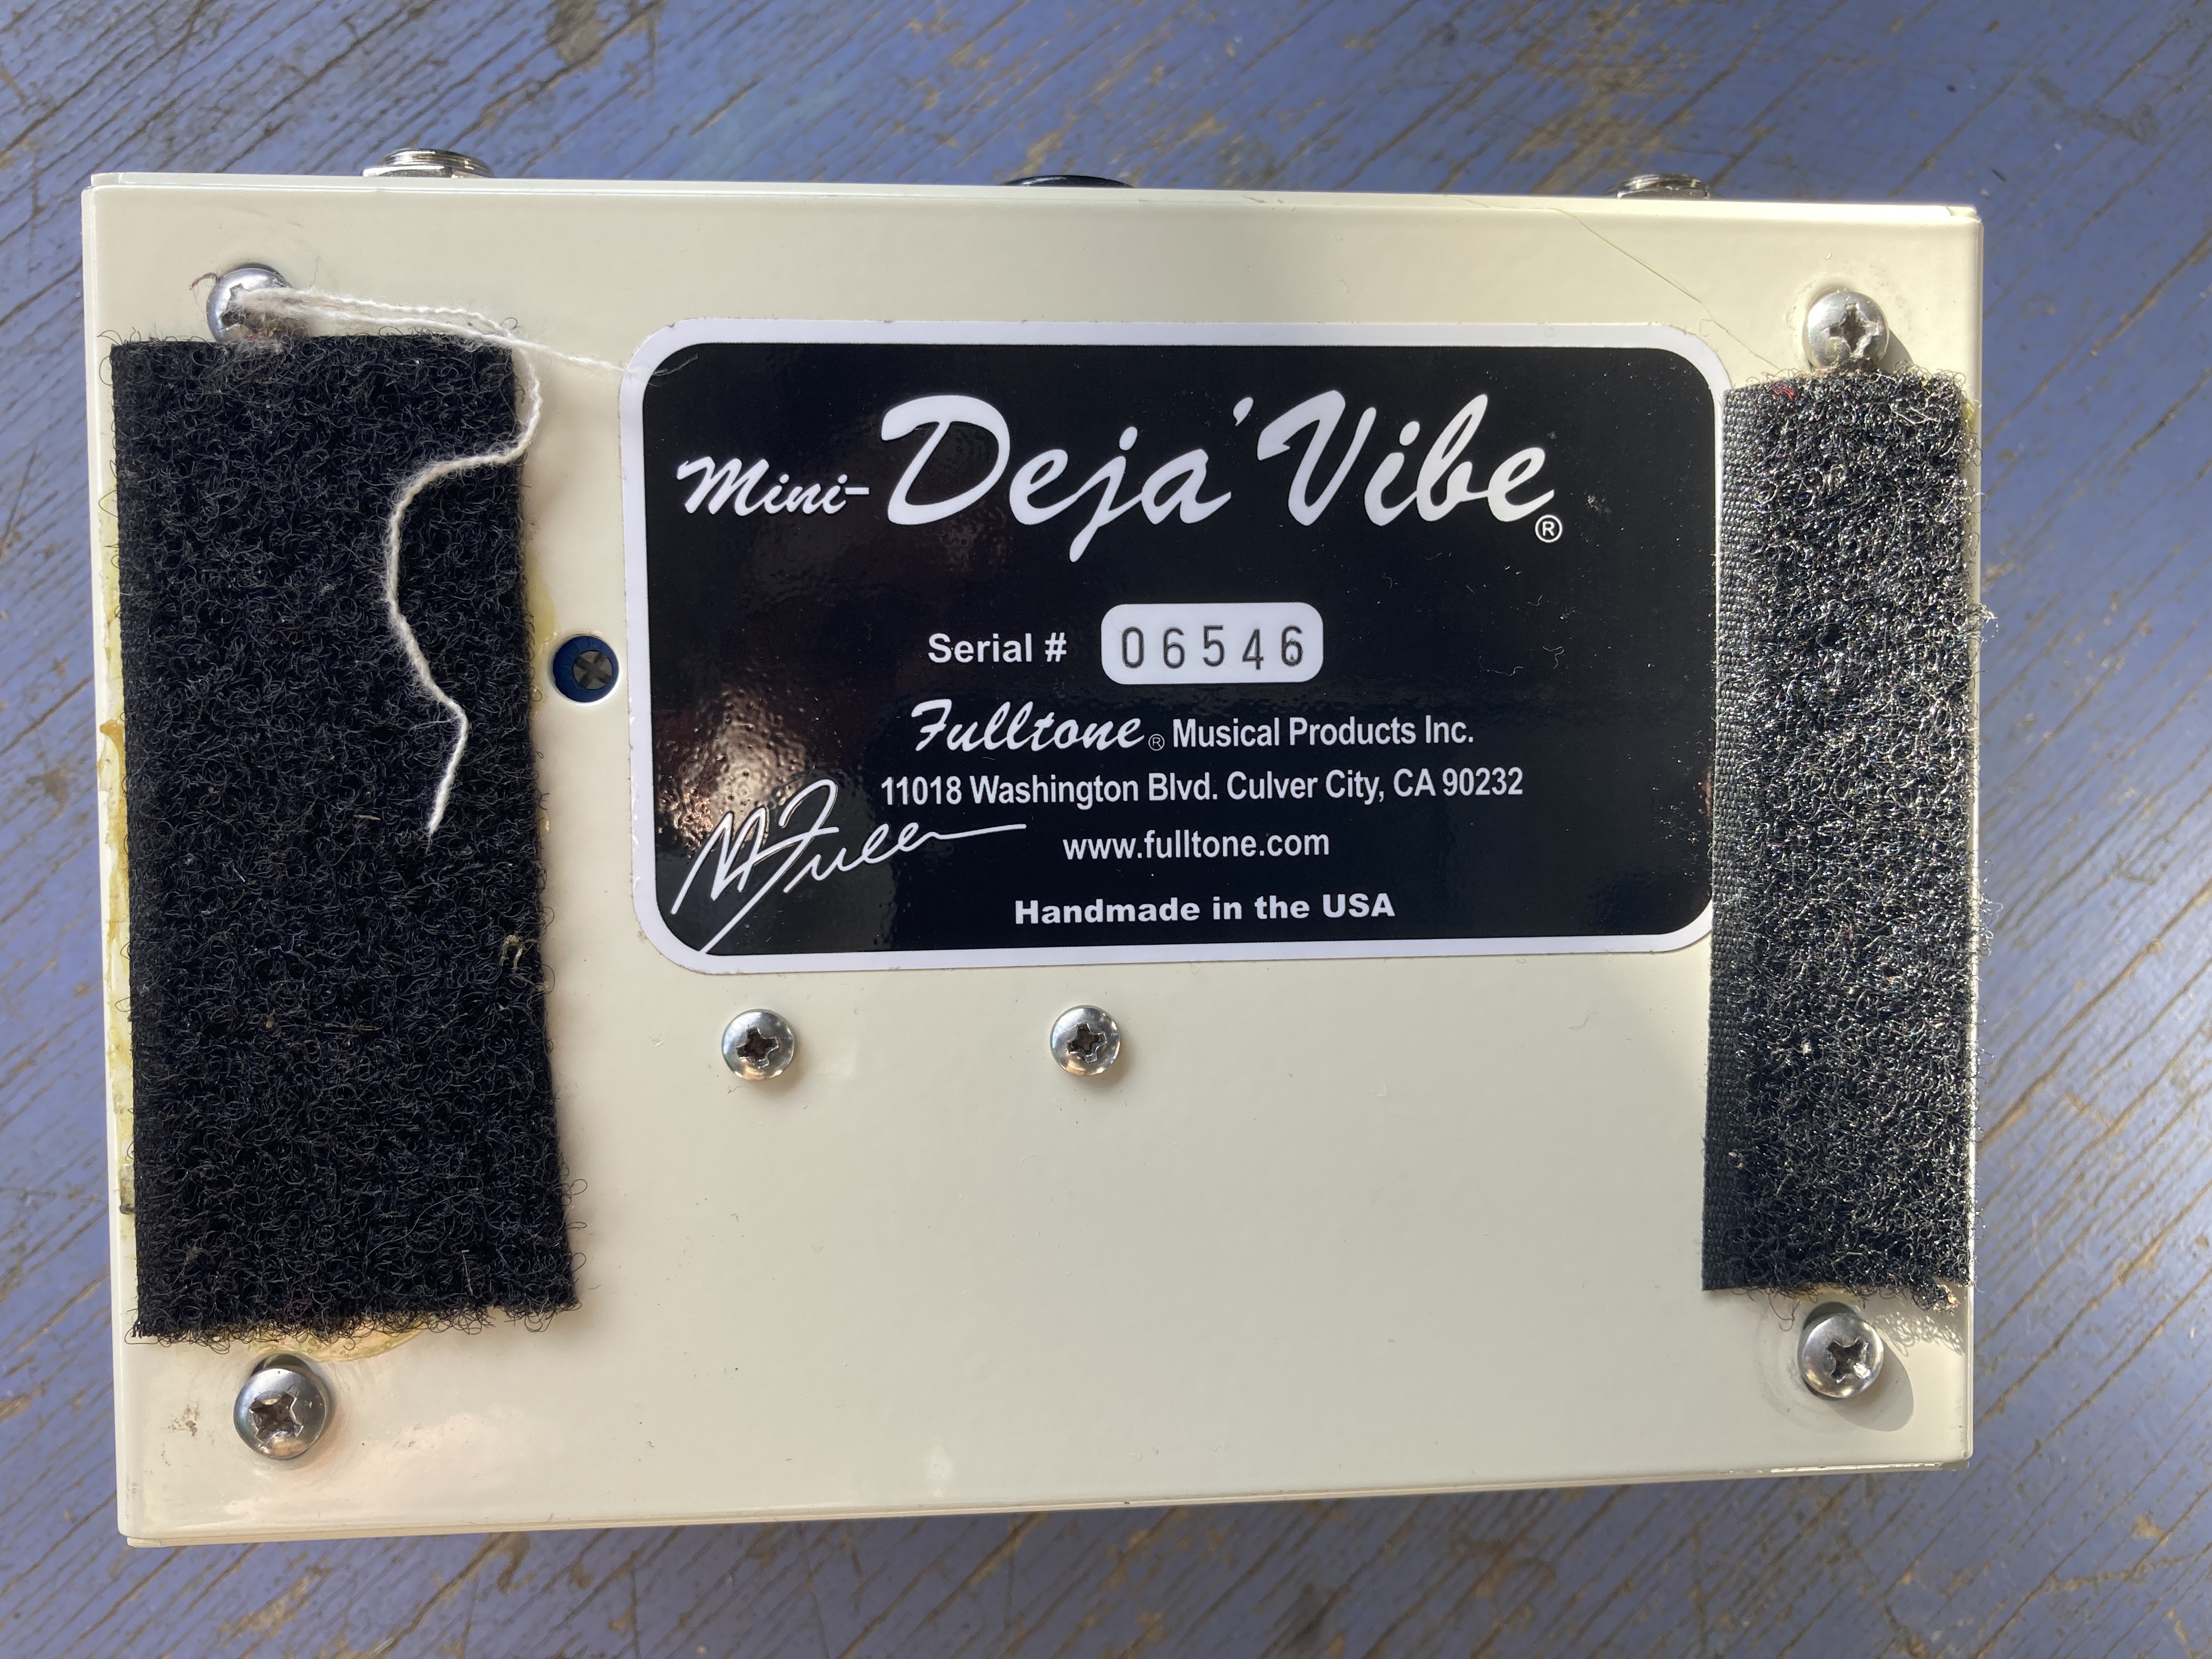 Mini-Deja'Vibe®
Serial # 06546
Fulltone® Musical Products Inc.
11018 Washington Blvd. Culver City, CA 90232
M Fuller
www.fulltone.com
Handmade in the USA